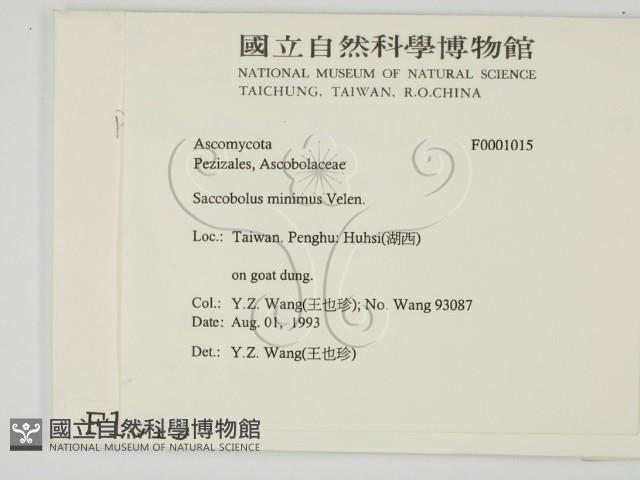 國立自然科學博物館
NATIONAL MUSEUM OF NATURAL SCIENCE
TAICHUNG, TAIWAN, R.O.CHINA
Ascomycota F0001015
Pezizales, Ascobolaceae
Saccobolus minimus Velen.
Loc.: Taiwan. Penghu: Huhsi(湖西)
on goat dung.
Col.: Y.Z. Wang(王也珍); No. Wang 93087
Date: Aug. 01, 1993
Det.: Y.Z. Wang(王也珍)
國立自然科學博物館
NATIONAL MUSEUM OF NATURAL SCIENCE